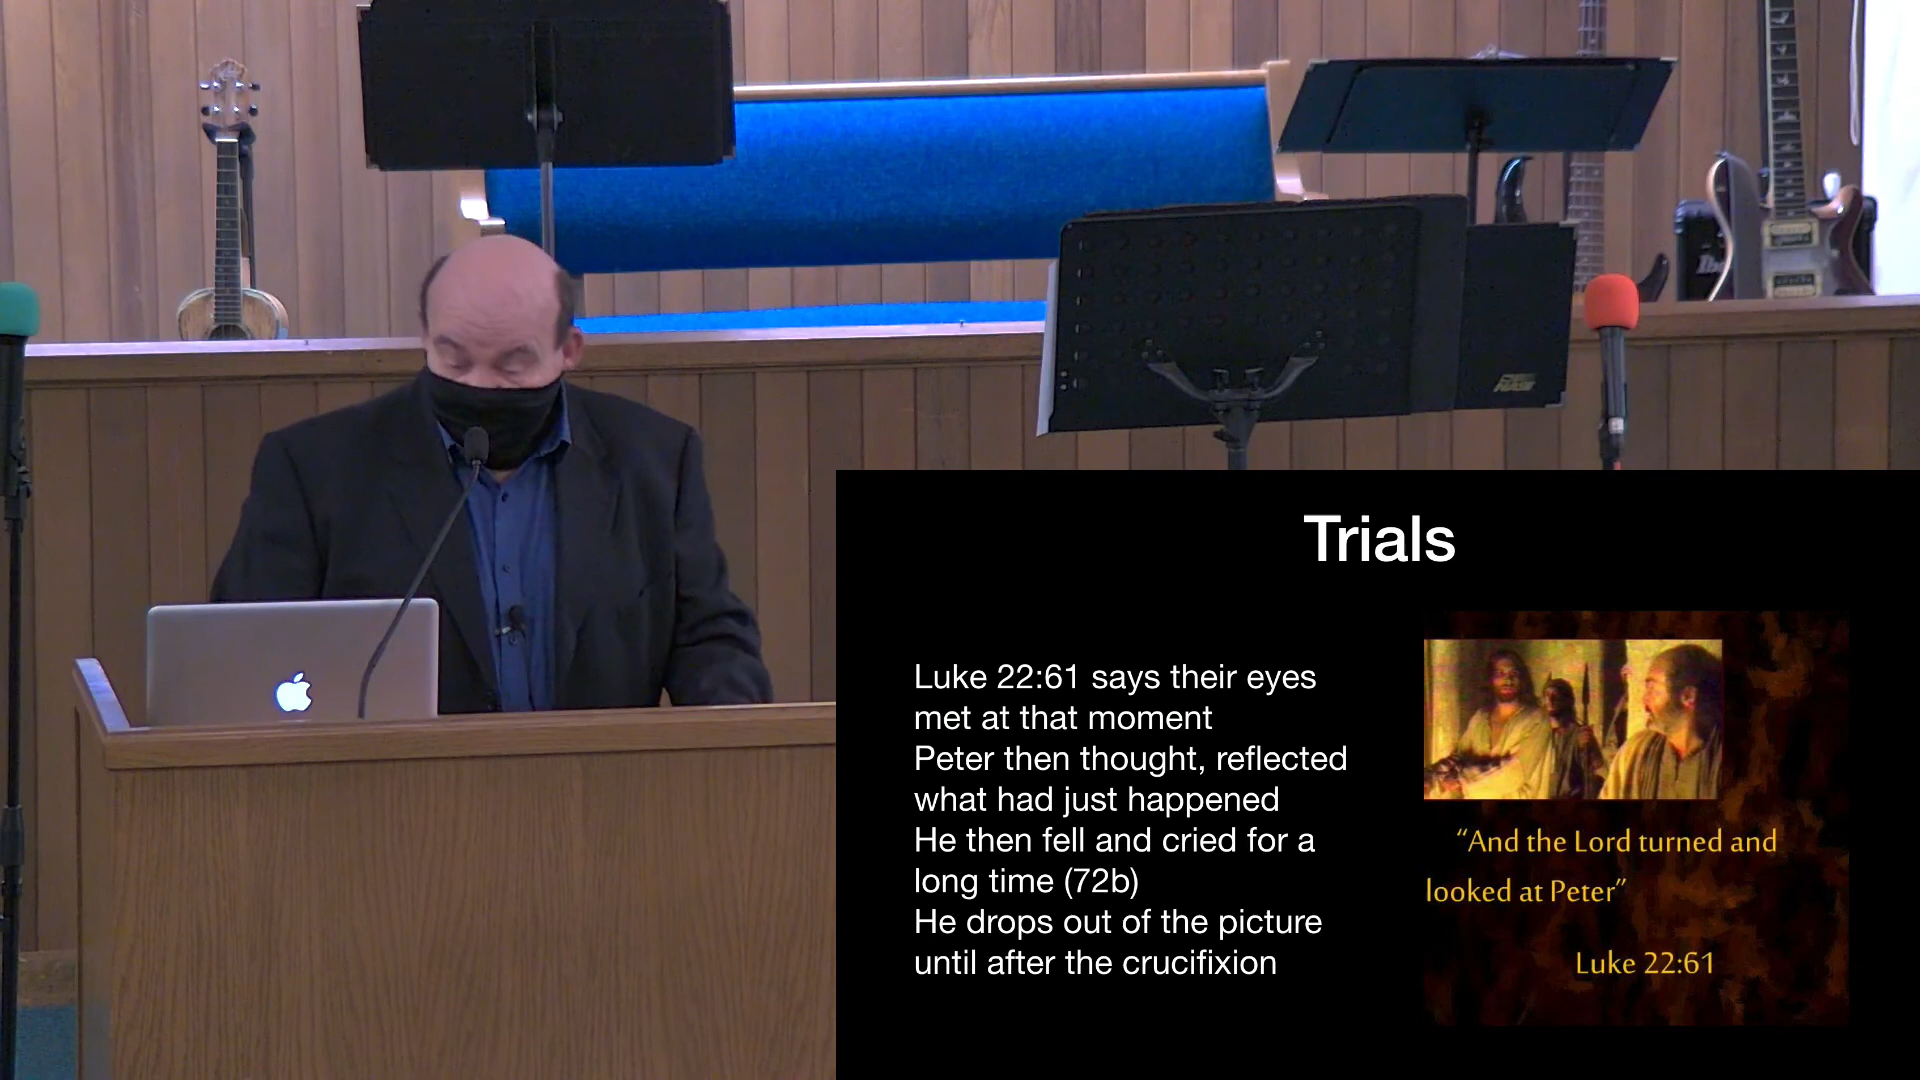 Trials
Luke 22:61 says their eyes
met at that moment
Peter then thought, reflected
what had just happened
He then fell and cried for a
long time (72b)
He drops out of the picture
until after the crucifixion
“And the Lord turned and
looked at Peter”
Luke 22:61